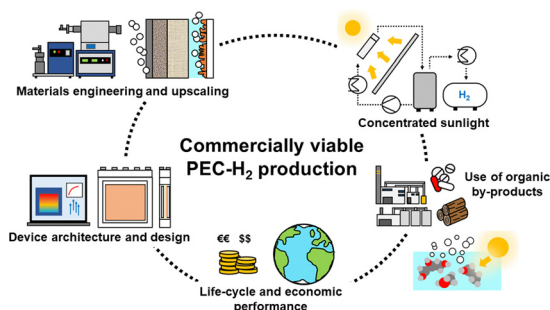 Materials engineering and upscaling
H₂
Concentrated sunlight
Commercially viable
PEC-H₂ production
Use of organic
by-products
Device architecture and design
€€ $$
Life-cycle and economic
performance